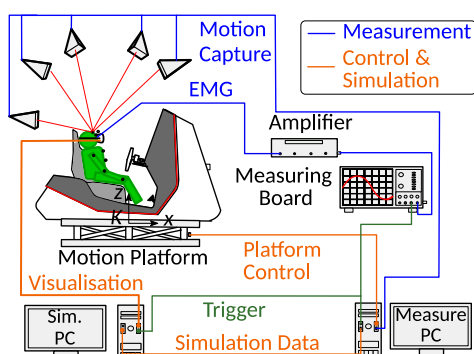 Motion
Capture
Measurement
Control &
Simulation
EMG
Amplifier
Measuring
Board
Z
K
x
Motion Platform
Platform
Control
Visualisation
Trigger
Sim.
PC
Simulation Data
Measure
PC